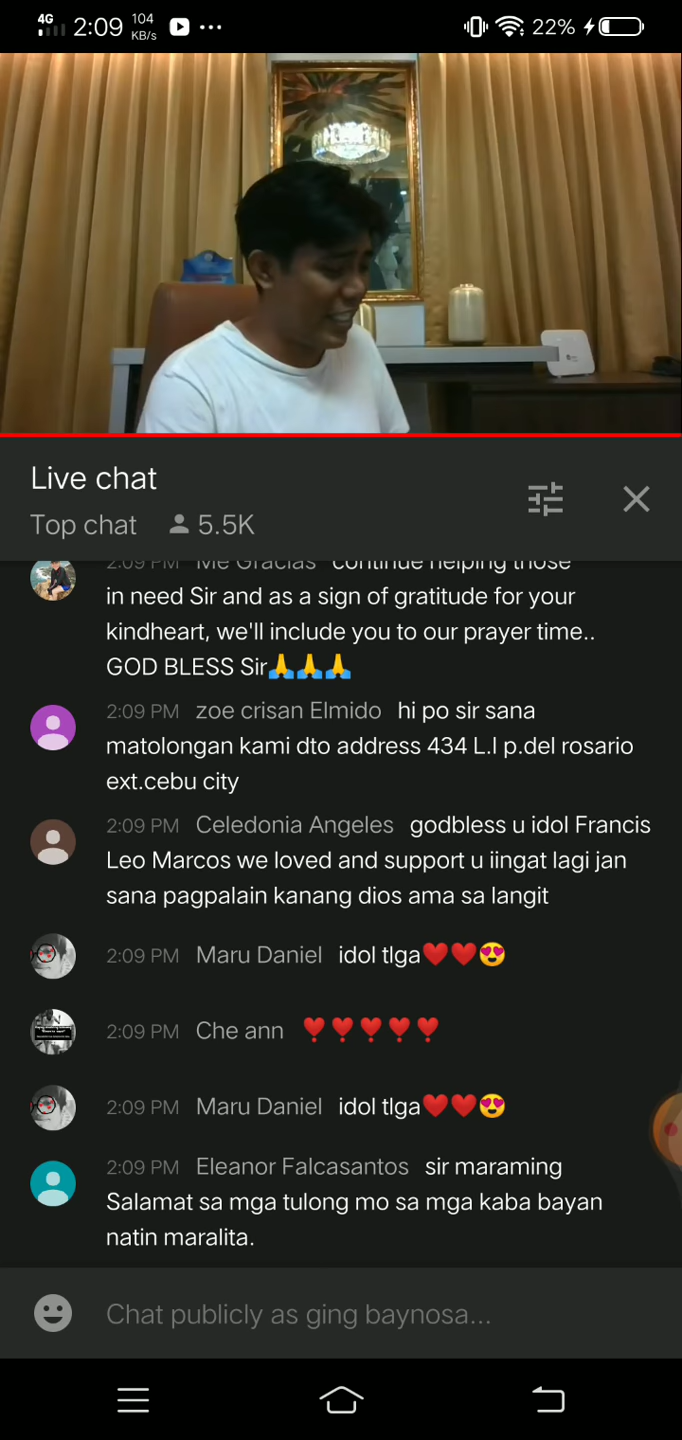 4G 2:09 104 KB/s 22%
Live chat
Top chat 5.5K
2:09 PM Me Gracias continue helping those
in need Sir and as a sign of gratitude for your
kindheart, we'll include you to our prayer time..
GOD BLESS Sir🙏🙏🙏
2:09 PM zoe crisan Elmido hi po sir sana
matolongan kami dto address 434 L.I p.del rosario
ext.cebu city
2:09 PM Celedonia Angeles godbless u idol Francis
Leo Marcos we loved and support u iingat lagi jan
sana pagpalain kanang dios ama sa langit
2:09 PM Maru Daniel idol tlga❤️❤️😍
2:09 PM Che ann ❣️❣️❣️❣️❣️
2:09 PM Maru Daniel idol tlga❤️❤️😍
2:09 PM Eleanor Falcasantos sir maraming
Salamat sa mga tulong mo sa mga kaba bayan
natin maralita.
Chat publicly as ging baynosa...